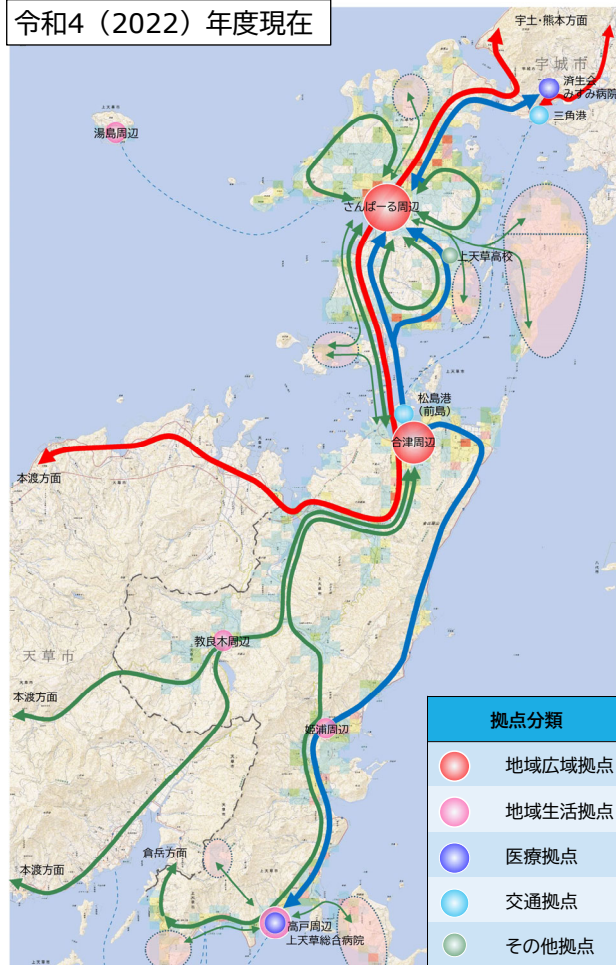 令和4（2022）年度現在
宇土・熊本方面
宇城市
済生会
みすみ病院
三角港
湯島周辺
さんぱーる周辺
上天草高校
松島港
（前島）
合津周辺
本渡方面
教良木周辺
天草市
本渡方面
姫浦周辺
本渡方面
倉岳方面
高戸周辺
上天草総合病院
拠点分類
地域広域拠点
地域生活拠点
医療拠点
交通拠点
その他拠点